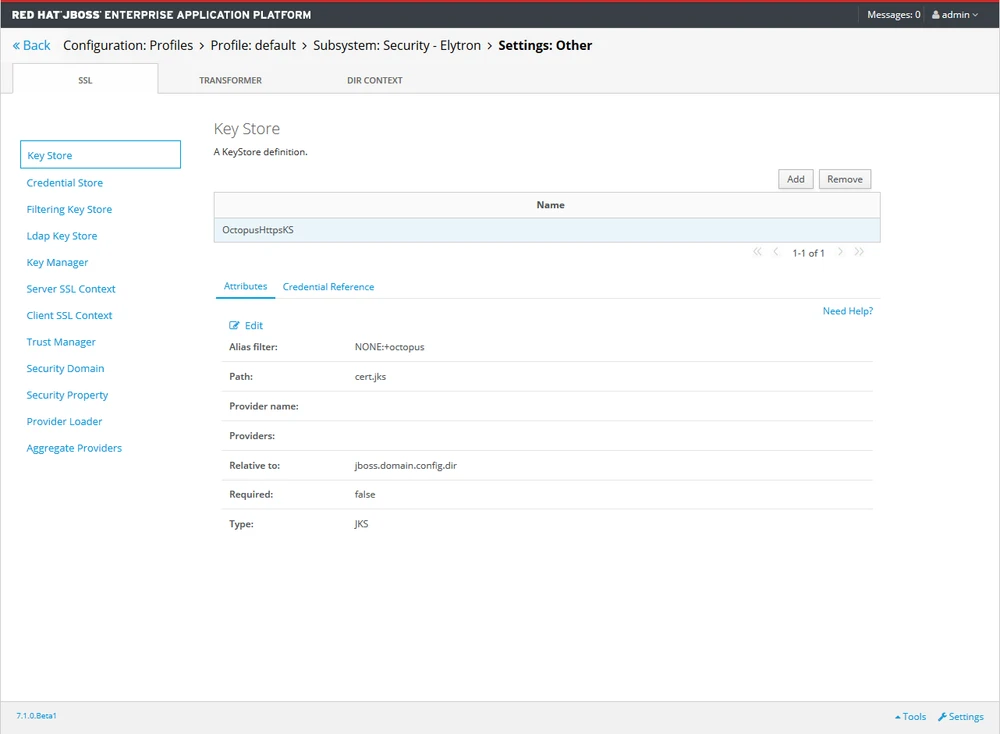 RED HAT JBOSS ENTERPRISE APPLICATION PLATFORM
Messages: 0 admin
« Back Configuration: Profiles › Profile: default › Subsystem: Security - Elytron › Settings: Other
SSL TRANSFORMER DIR CONTEXT
Key Store
Credential Store
Filtering Key Store
Ldap Key Store
Key Manager
Server SSL Context
Client SSL Context
Trust Manager
Security Domain
Security Property
Provider Loader
Aggregate Providers
Key Store
A KeyStore definition.
Add Remove
Name
OctopusHttpsKS
1-1 of 1
Attributes Credential Reference
Need Help?
Edit
Alias filter: NONE:+octopus
Path: cert.jks
Provider name:
Providers:
Relative to: jboss.domain.config.dir
Required: false
Type: JKS
7.1.0.Beta1
Tools Settings